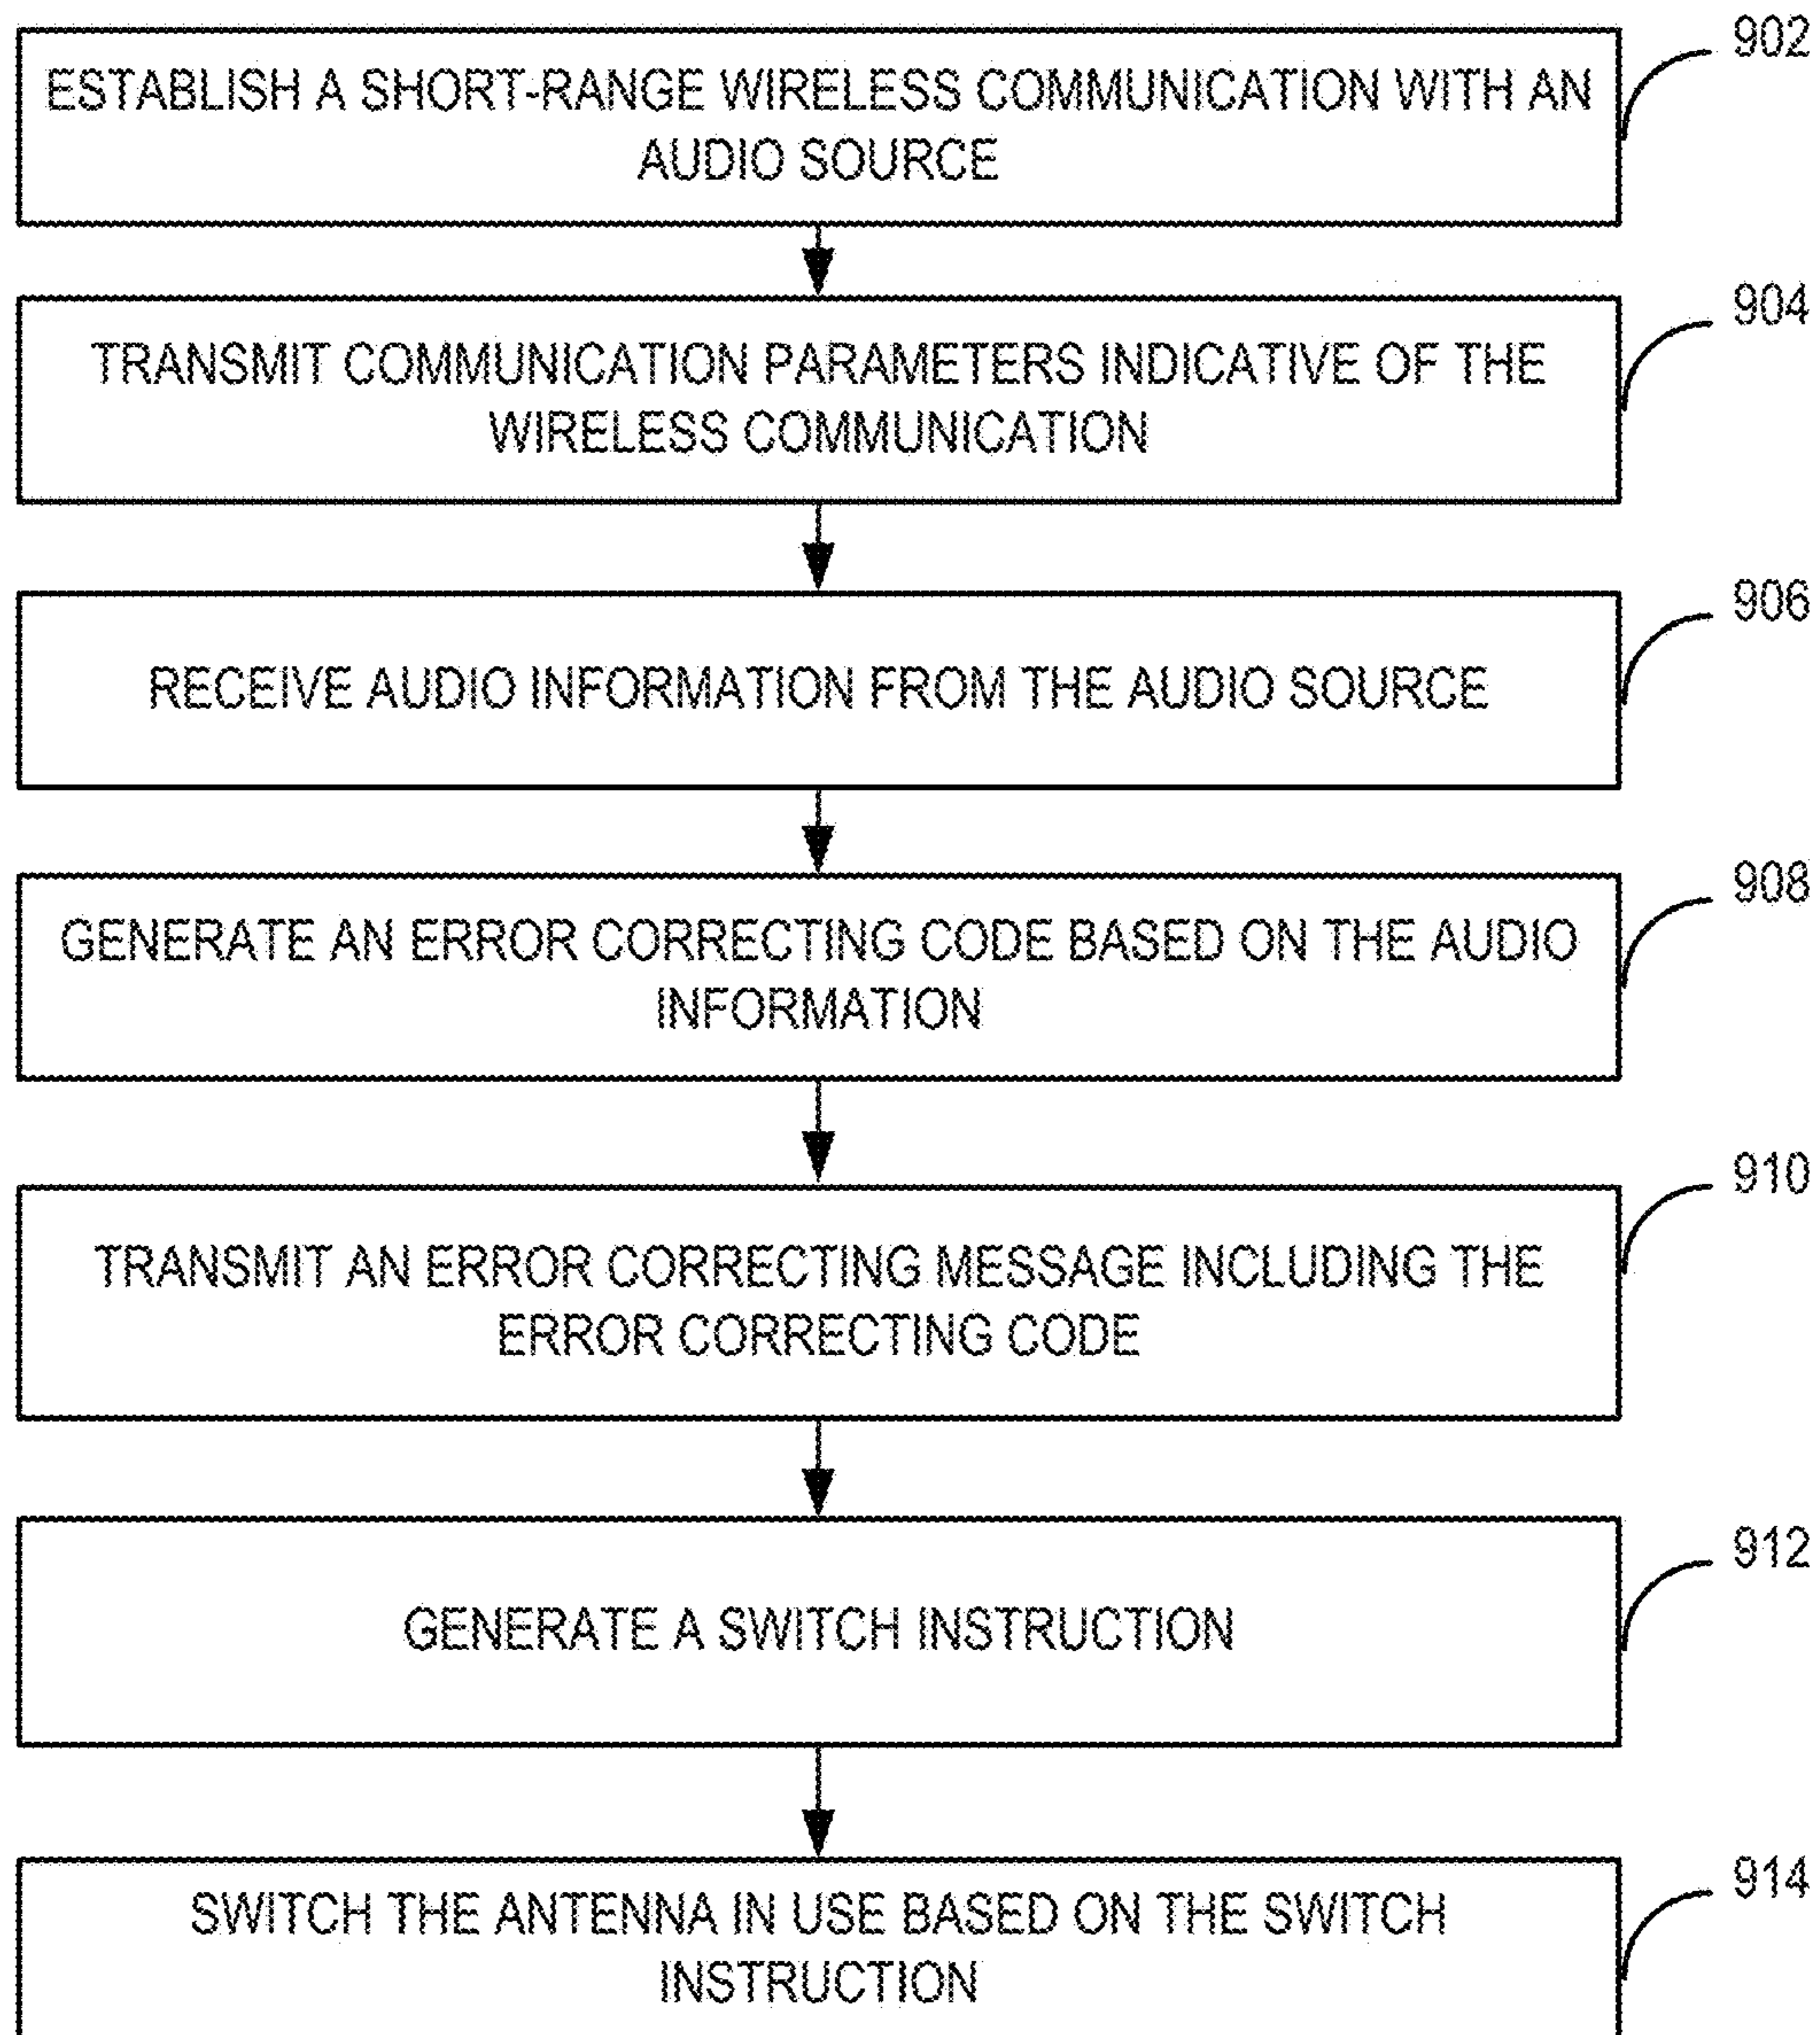 902
ESTABLISH A SHORT-RANGE WIRELESS COMMUNICATION WITH AN
AUDIO SOURCE
904
TRANSMIT COMMUNICATION PARAMETERS INDICATIVE OF THE
WIRELESS COMMUNICATION
906
RECEIVE AUDIO INFORMATION FROM THE AUDIO SOURCE
908
GENERATE AN ERROR CORRECTING CODE BASED ON THE AUDIO
INFORMATION
910
TRANSMIT AN ERROR CORRECTING MESSAGE INCLUDING THE
ERROR CORRECTING CODE
912
GENERATE A SWITCH INSTRUCTION
914
SWITCH THE ANTENNA IN USE BASED ON THE SWITCH
INSTRUCTION